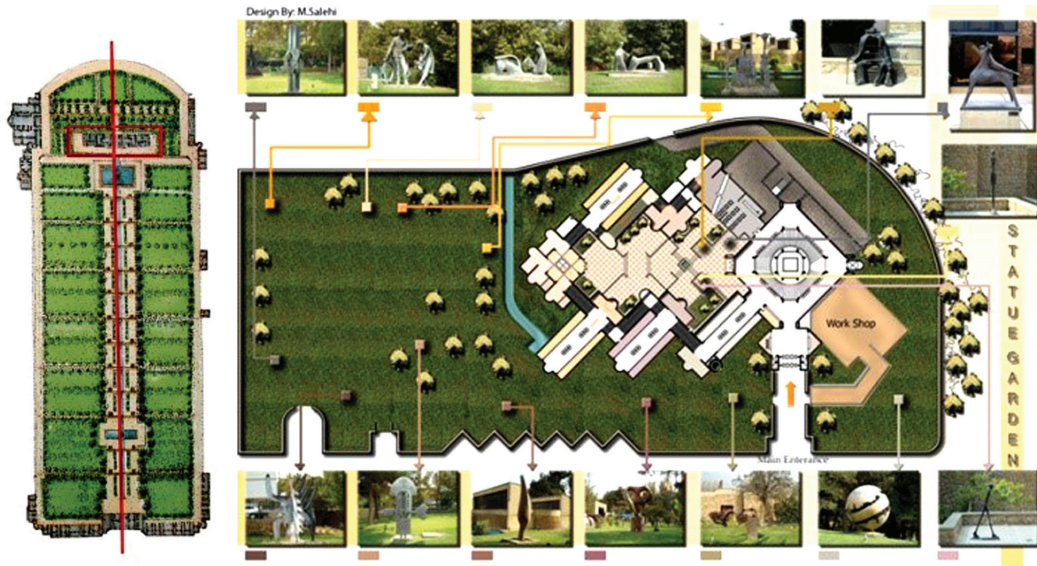 Design By: M.Salehi
Work Shop
Main Enterance
STATUE GARDEN